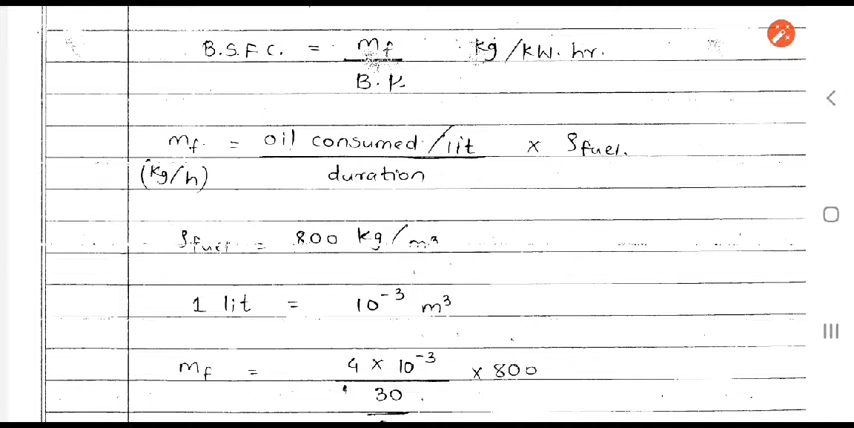 B.S.F.C. = mf / B.P. kg/kW.hr.
mf = oil consumed/lit / duration × ρfuel.
(kg/h)
ρfuel = 800 kg/m³
1 lit = 10⁻³ m³
mf = 4 × 10⁻³ / 30 × 800